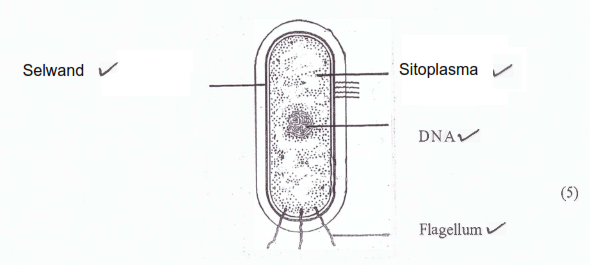 Selwand ✓
Sitoplasma ✓
DNA ✓
(5)
Flagellum ✓